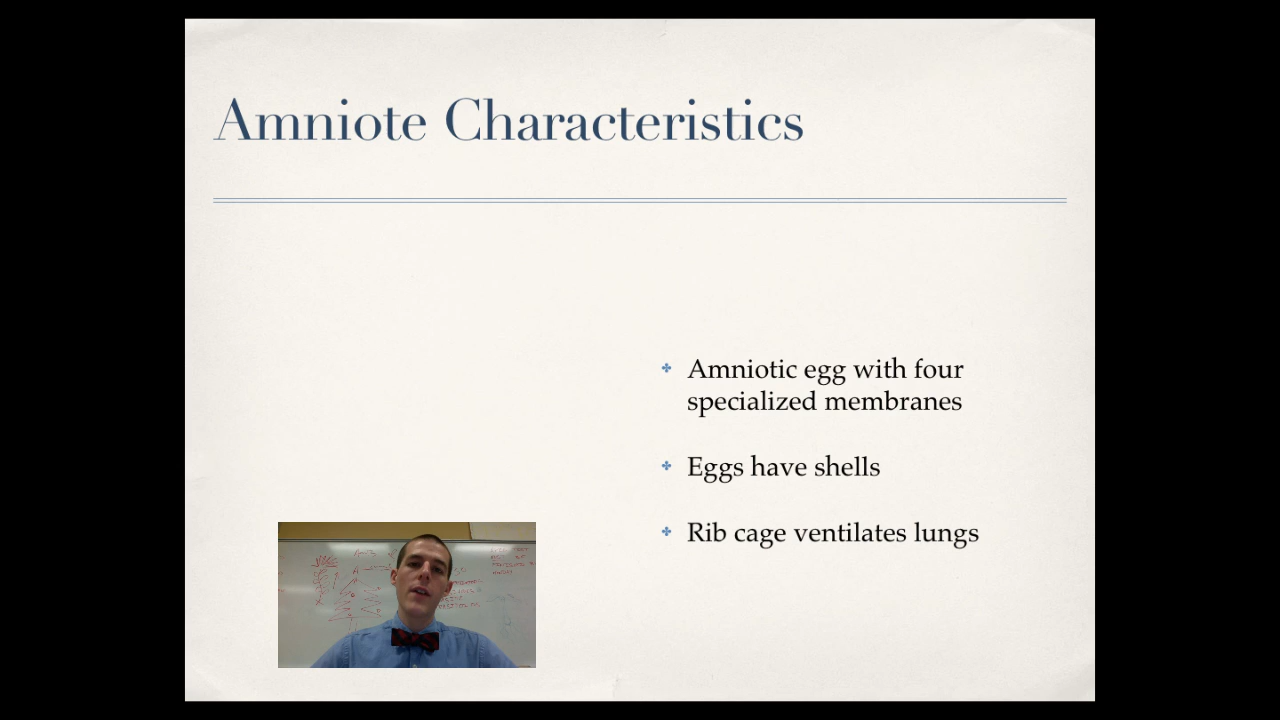 Amniote Characteristics
Amniotic egg with four
specialized membranes
Eggs have shells
Rib cage ventilates lungs